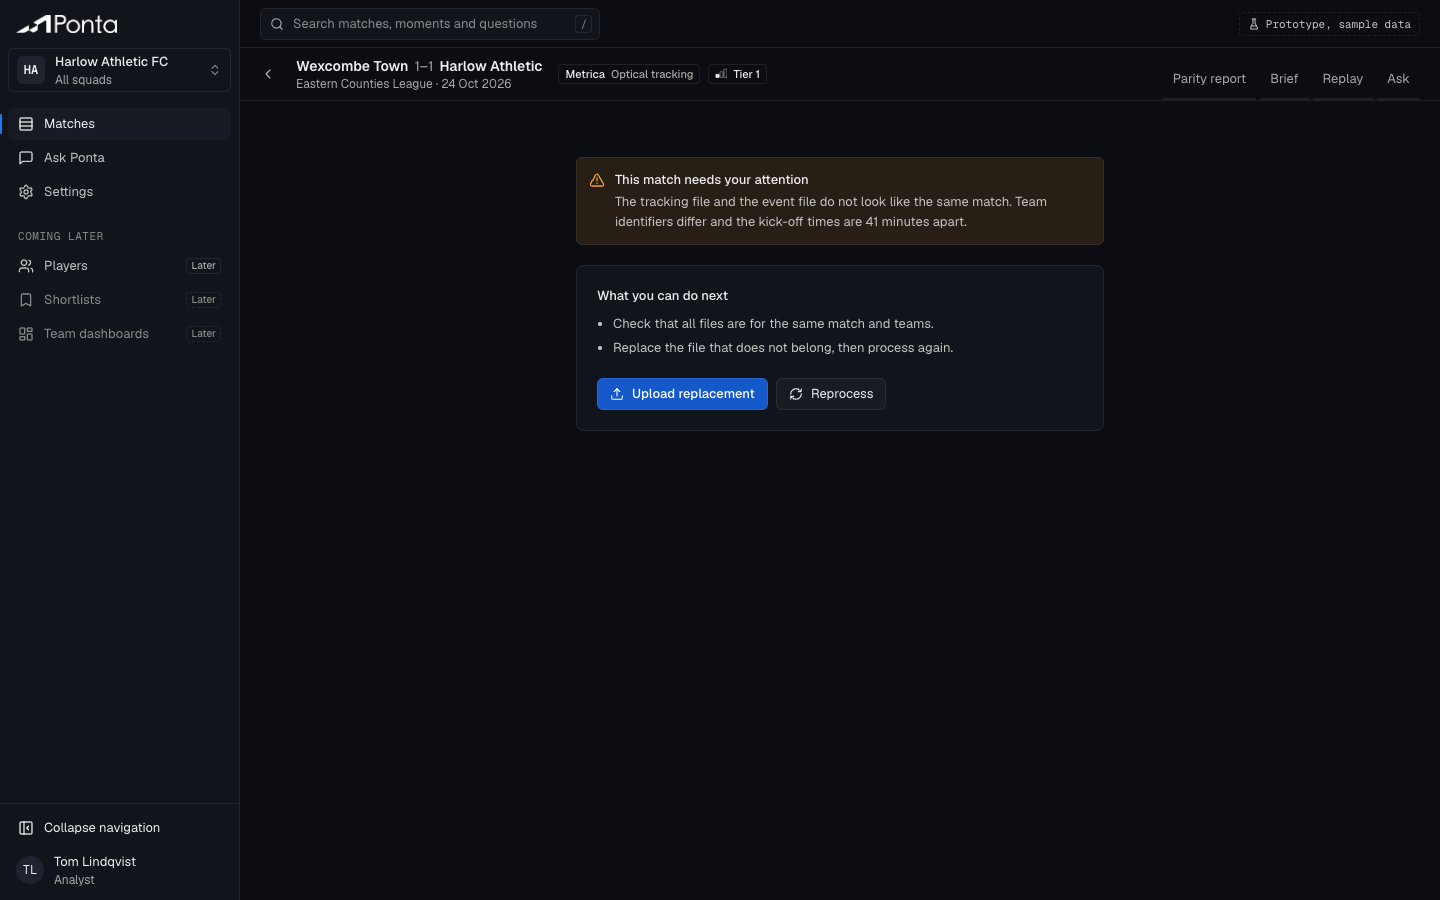 Ponta
Search matches, moments and questions
/
Prototype, sample data
HA
Harlow Athletic FC
All squads
Wexcombe Town 1–1 Harlow Athletic
Eastern Counties League · 24 Oct 2026
Metrica Optical tracking
Tier 1
Parity report
Brief
Replay
Ask
Matches
Ask Ponta
Settings
COMING LATER
Players
Later
Shortlists
Later
Team dashboards
Later
This match needs your attention
The tracking file and the event file do not look like the same match. Team
identifiers differ and the kick-off times are 41 minutes apart.
What you can do next
• Check that all files are for the same match and teams.
• Replace the file that does not belong, then process again.
Upload replacement
Reprocess
Collapse navigation
TL
Tom Lindqvist
Analyst